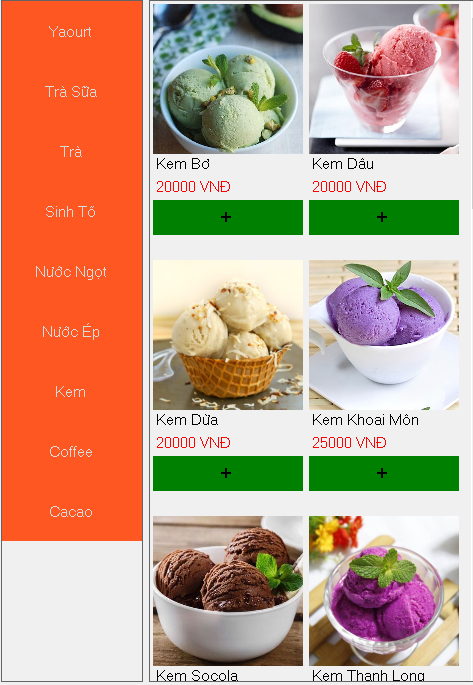 Yaourt
Trà Sữa
Trà
Sinh Tố
Nước Ngọt
Nước Ép
Kem
Coffee
Cacao
Kem Bơ
Kem Dâu
20000 VNĐ
20000 VNĐ
+
+
Kem Dừa
Kem Khoai Môn
20000 VNĐ
25000 VNĐ
+
+
Kem Socola
Kem Thanh Long